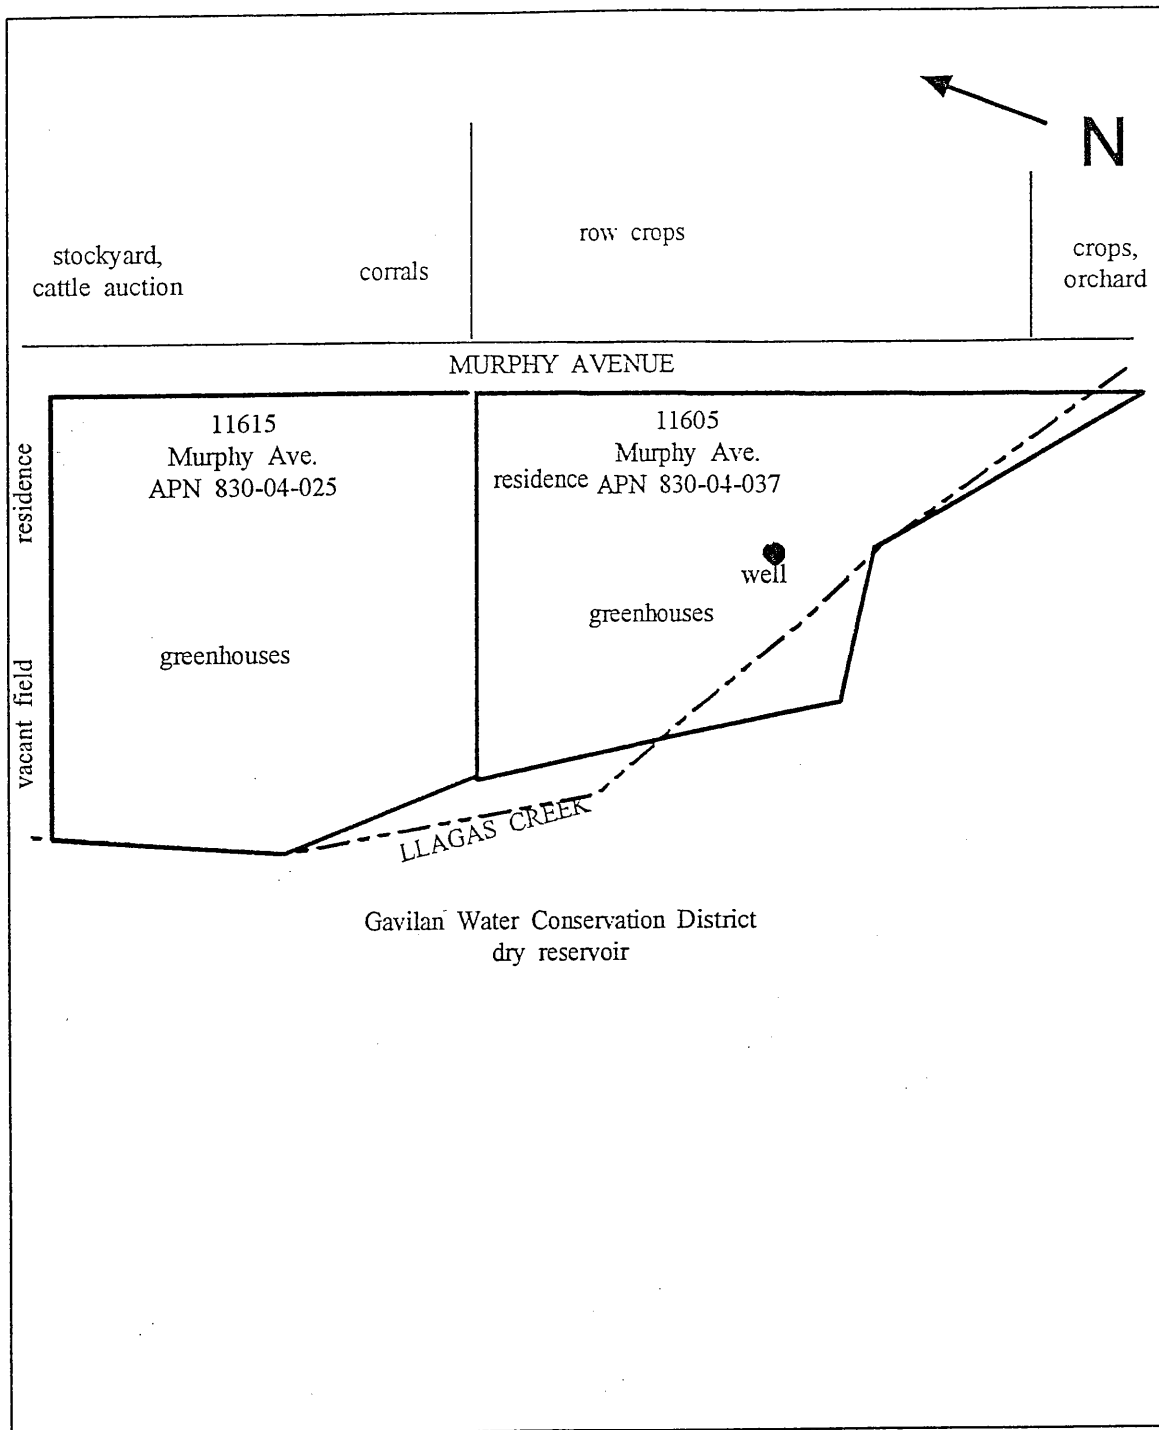 N
stockyard,
cattle auction
corrals
row crops
crops,
orchard
MURPHY AVENUE
residence
vacant field
11615
Murphy Ave.
APN 830-04-025
greenhouses
11605
Murphy Ave.
residence APN 830-04-037
well
greenhouses
LLAGAS CREEK
Gavilan Water Conservation District
dry reservoir